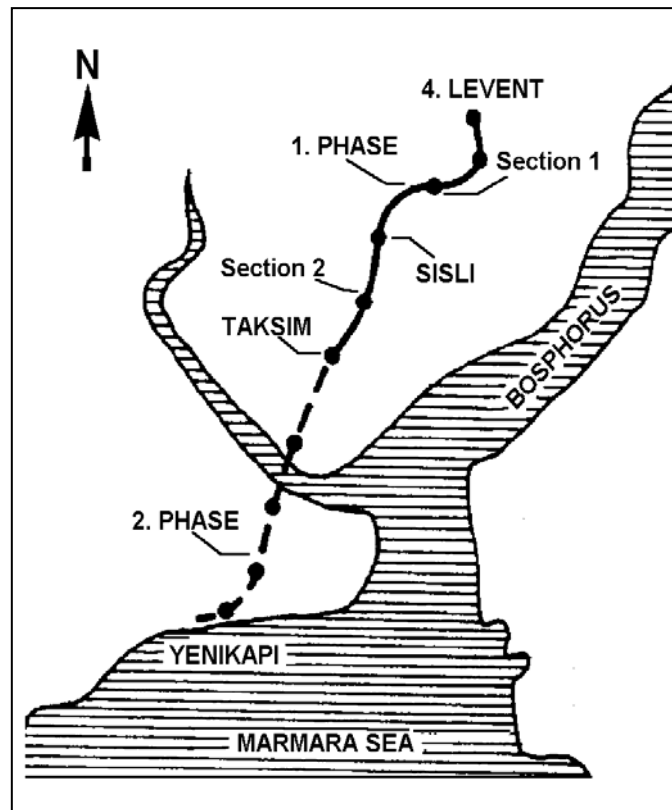 N
4. LEVENT
1. PHASE
Section 1
SISLI
Section 2
TAKSIM
BOSPHORUS
2. PHASE
YENIKAPI
MARMARA SEA